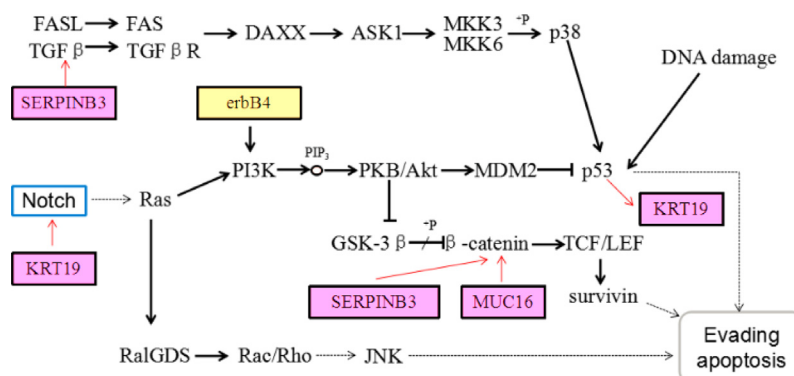 FASL FAS DAXX ASK1 MKK3 +P p38
TGF β TGF β R MKK6
DNA damage
SERPINB3 erbB4
PI3K PIP3 PKB/Akt MDM2 p53
Notch Ras KRT19
KRT19 GSK-3 β +P β -catenin TCF/LEF
SERPINB3 MUC16 survivin
RalGDS Rac/Rho JNK
Evading
apoptosis